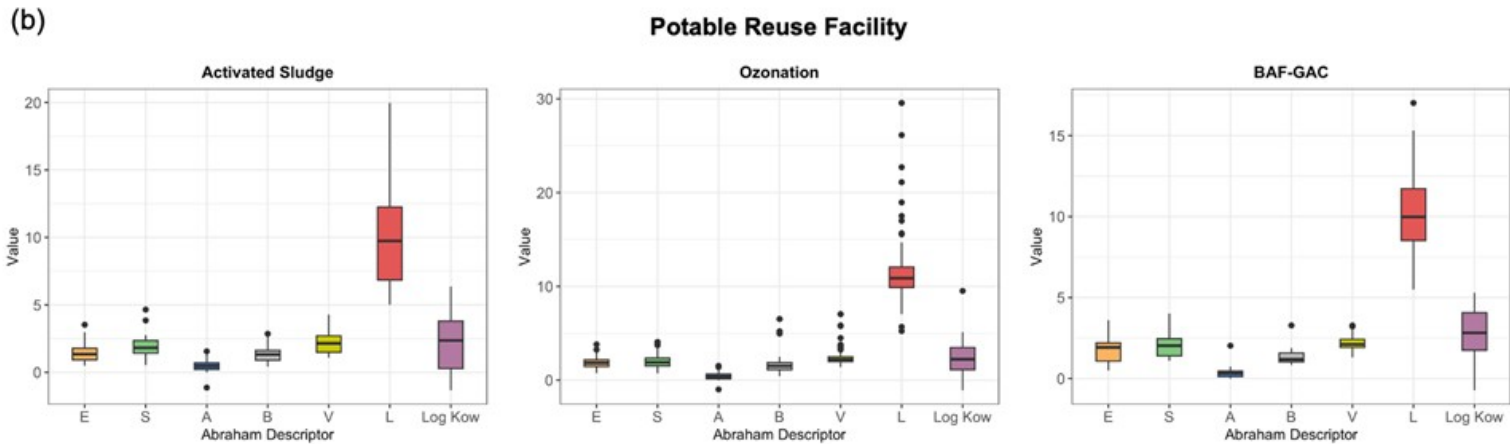 (b)
Potable Reuse Facility
Activated Sludge
20
15
10
5
0
Value
E S A B V L Log Kow
Abraham Descriptor
Ozonation
30
20
10
0
Value
E S A B V L Log Kow
Abraham Descriptor
BAF-GAC
15
10
5
0
Value
E S A B V L Log Kow
Abraham Descriptor